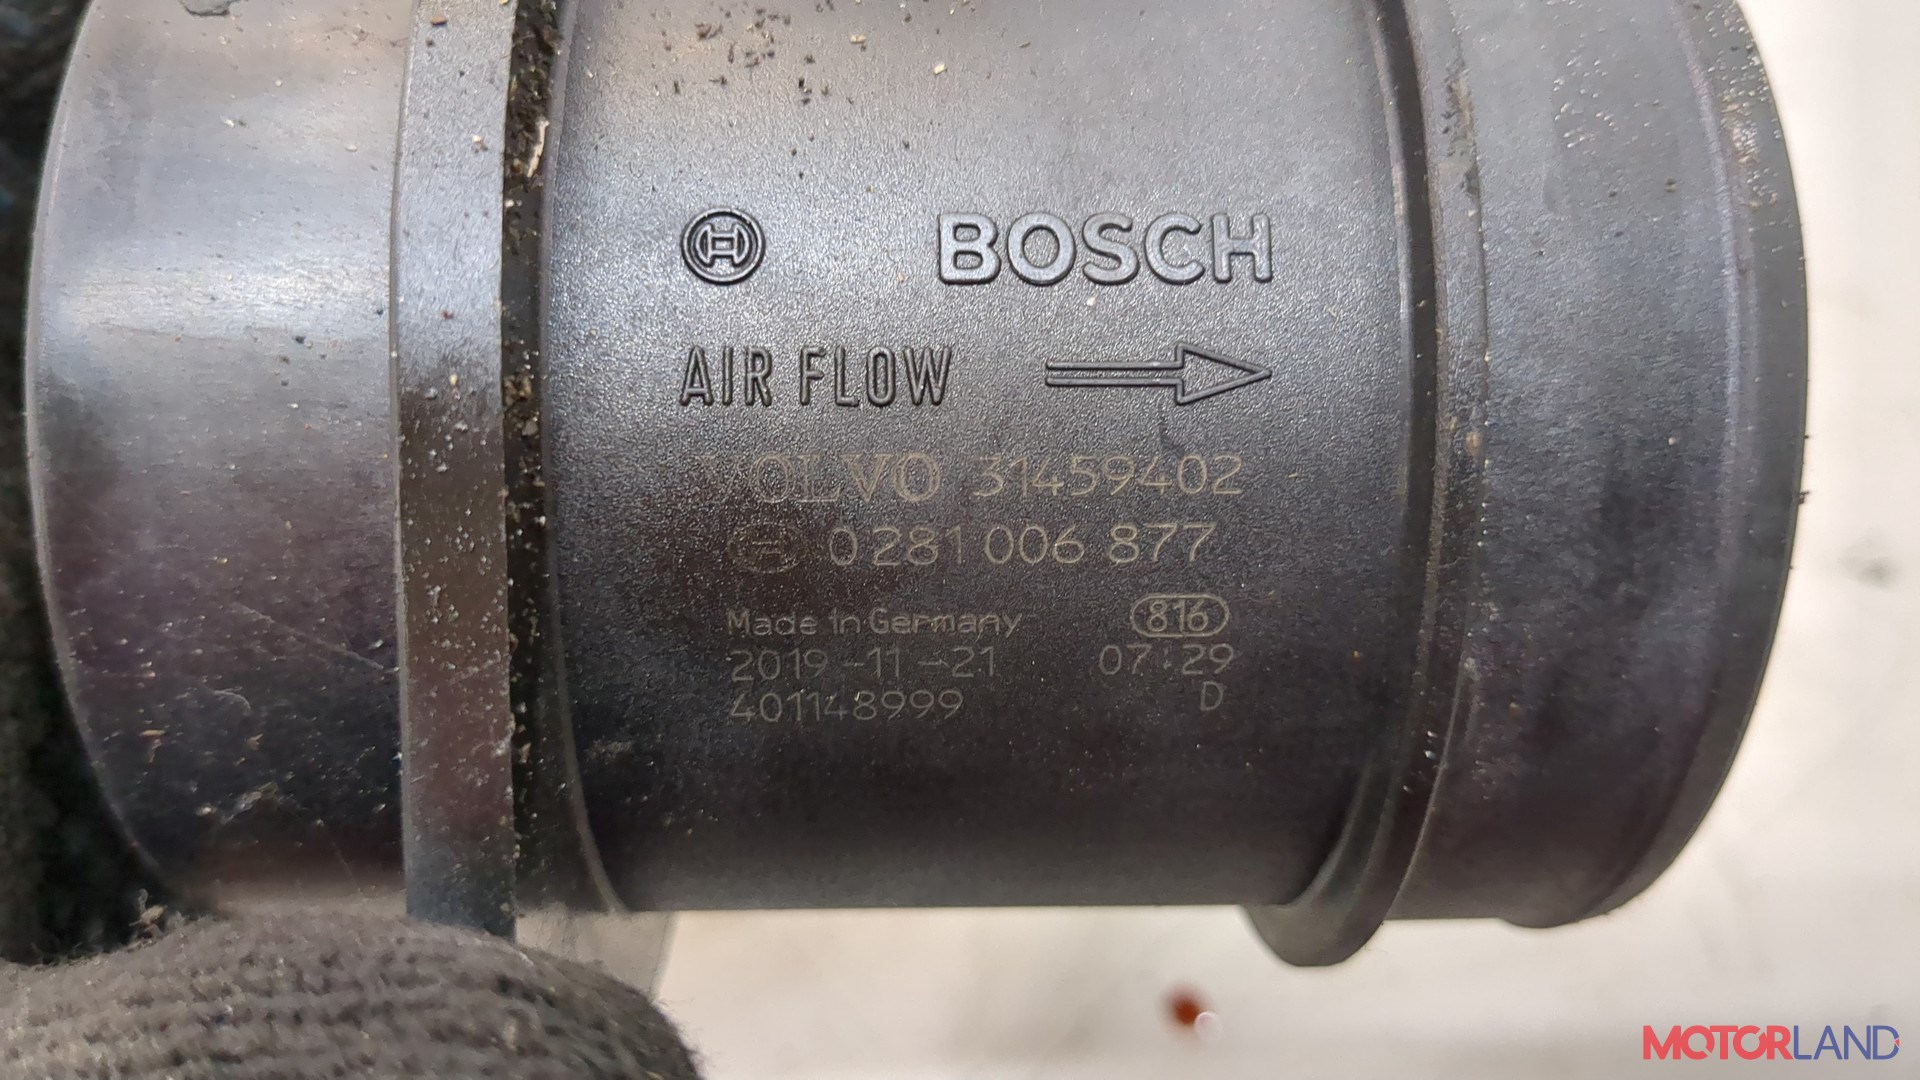 BOSCH
AIR FLOW
VOLVO 31459402
0 281 006 877
Made in Germany 816
2019-11-21 07:29
401148999 D
MOTORLAND